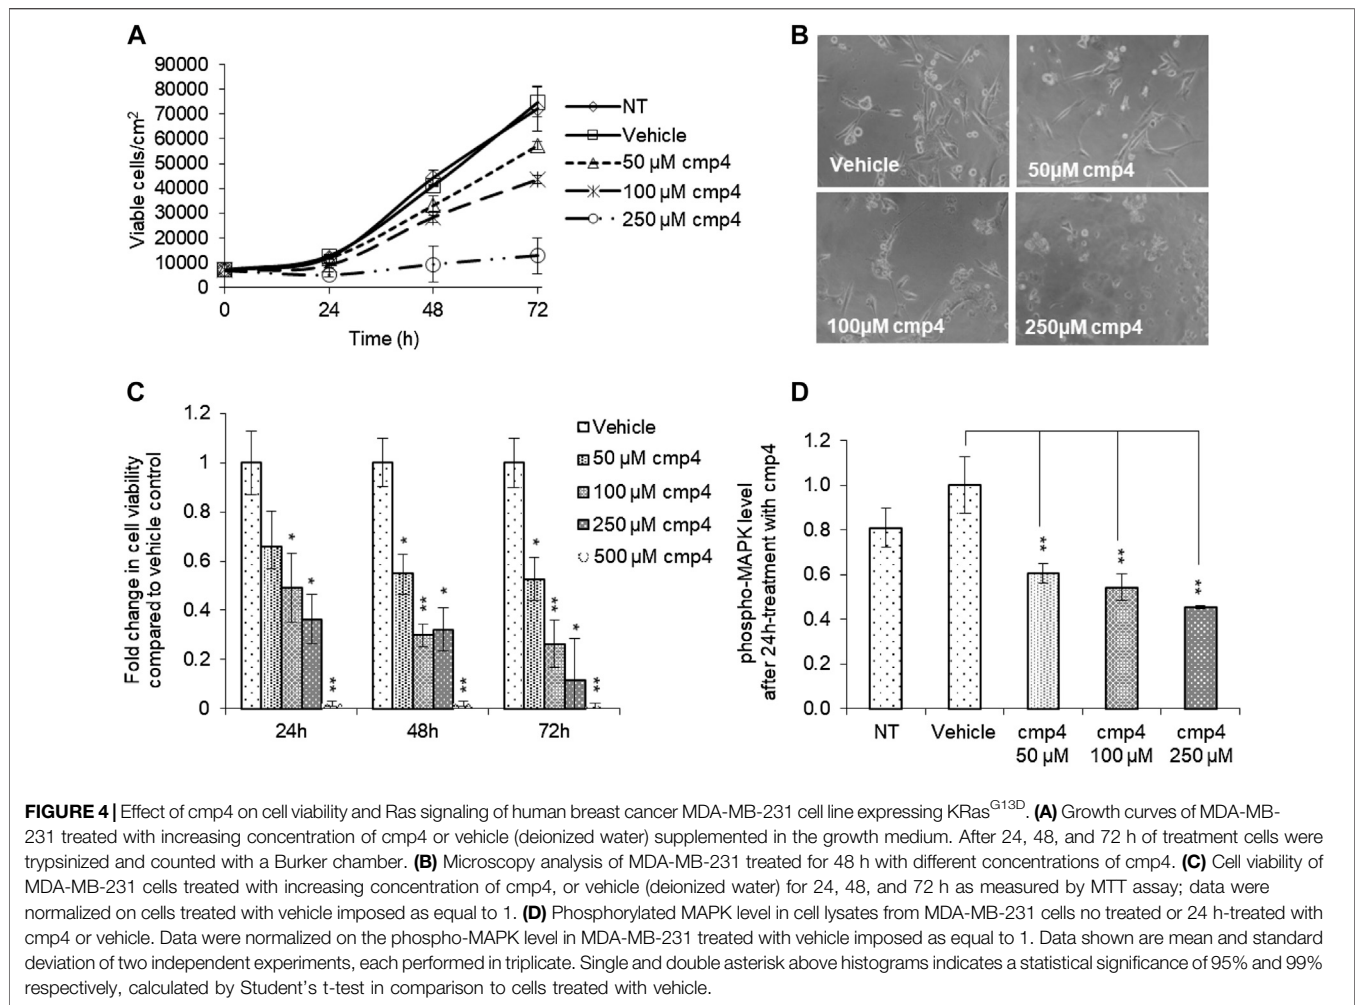 A
Viable cells/cm²
90000
80000
70000
60000
50000
40000
30000
20000
10000
0
0 24 48 72
Time (h)
NT
Vehicle
50 µM cmp4
100 µM cmp4
250 µM cmp4
B
Vehicle
50µM cmp4
100µM cmp4
250µM cmp4
C
Fold change in cell viability
compared to vehicle control
1.2
1
0.8
0.6
0.4
0.2
0
* * ** * ** * ** * ** * **
24h 48h 72h
Vehicle
50 µM cmp4
100 µM cmp4
250 µM cmp4
500 µM cmp4
D
phospho-MAPK level
after 24h-treatment with cmp4
1.2
1.0
0.8
0.6
0.4
0.2
0.0
** ** **
NT Vehicle cmp4 cmp4 cmp4
50 µM 100 µM 250 µM
FIGURE 4 | Effect of cmp4 on cell viability and Ras signaling of human breast cancer MDA-MB-231 cell line expressing KRasᴳ¹³ᴰ. (A) Growth curves of MDA-MB-
231 treated with increasing concentration of cmp4 or vehicle (deionized water) supplemented in the growth medium. After 24, 48, and 72 h of treatment cells were
trypsinized and counted with a Burker chamber. (B) Microscopy analysis of MDA-MB-231 treated for 48 h with different concentrations of cmp4. (C) Cell viability of
MDA-MB-231 cells treated with increasing concentration of cmp4, or vehicle (deionized water) for 24, 48, and 72 h as measured by MTT assay; data were
normalized on cells treated with vehicle imposed as equal to 1. (D) Phosphorylated MAPK level in cell lysates from MDA-MB-231 cells no treated or 24 h-treated with
cmp4 or vehicle. Data were normalized on the phospho-MAPK level in MDA-MB-231 treated with vehicle imposed as equal to 1. Data shown are mean and standard
deviation of two independent experiments, each performed in triplicate. Single and double asterisk above histograms indicates a statistical significance of 95% and 99%
respectively, calculated by Student's t-test in comparison to cells treated with vehicle.